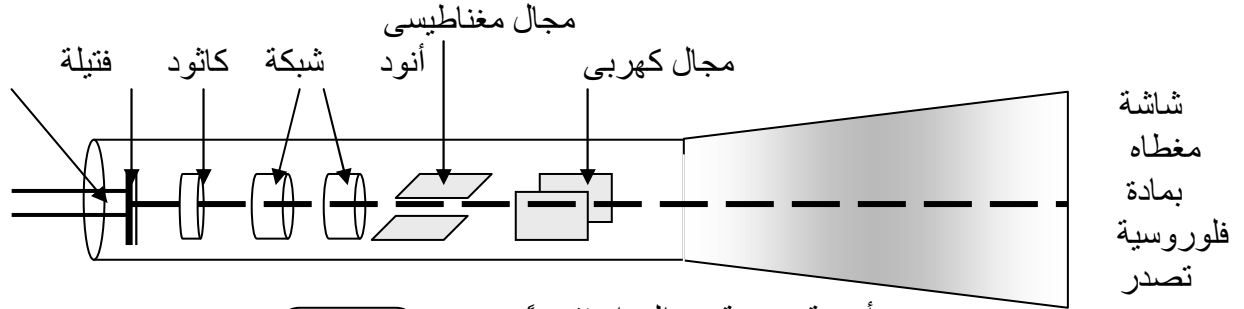 مجال مغناطيسى
فتيلة كاثود شبكة أنود مجال كهربى
شاشة
مغطاه
بمادة
فلوروسية
تصدر